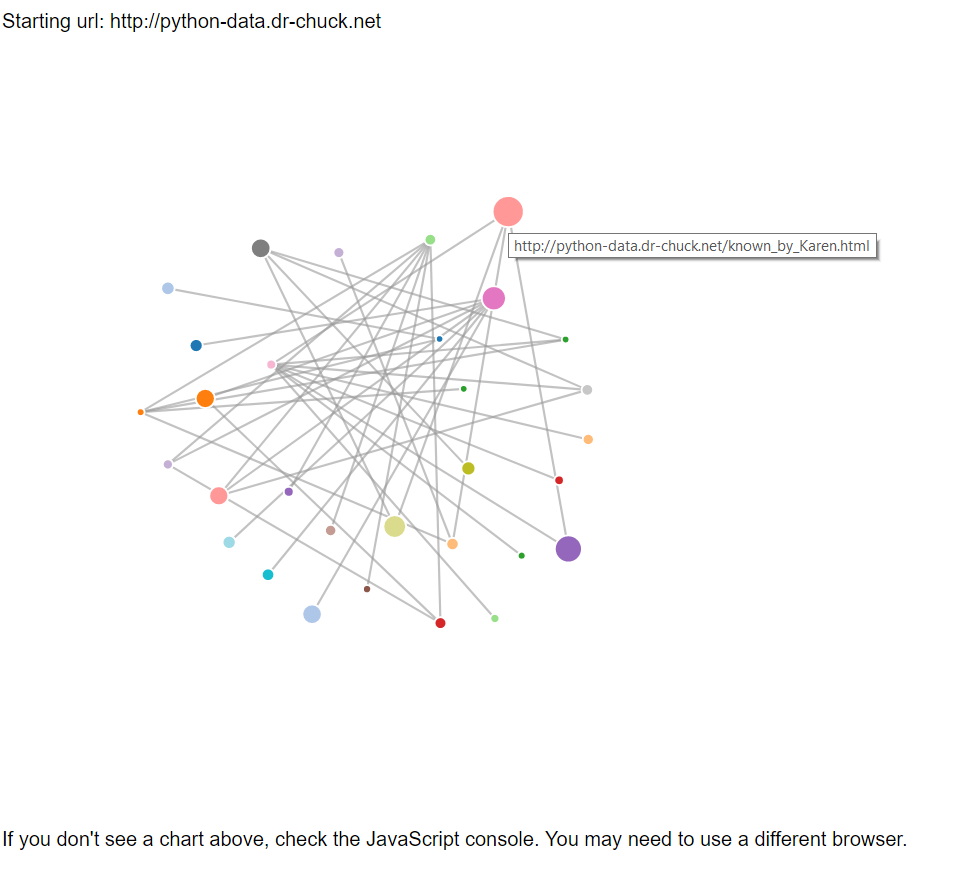 Starting url: http://python-data.dr-chuck.net
http://python-data.dr-chuck.net/known_by_Karen.html
If you don't see a chart above, check the JavaScript console. You may need to use a different browser.